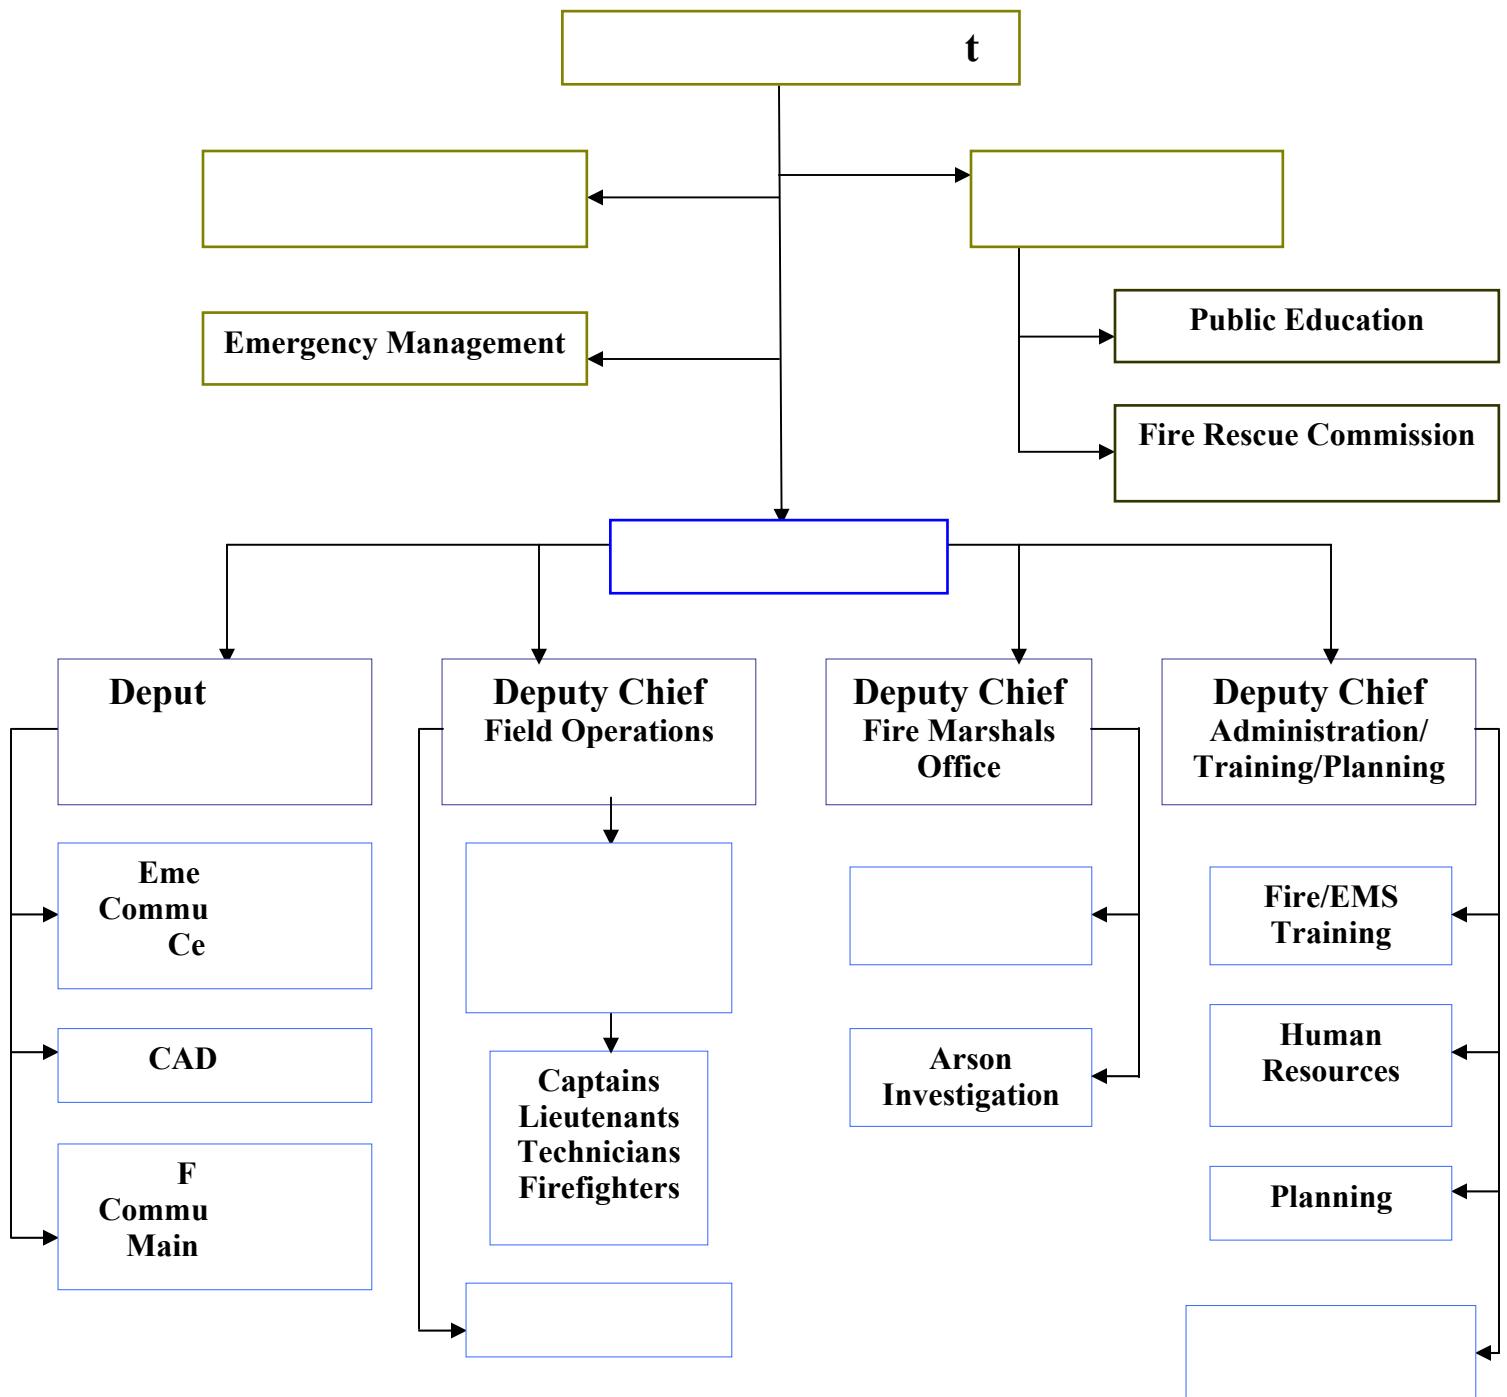 t
Emergency Management
Public Education
Fire Rescue Commission
Deput
Deputy Chief
Field Operations
Deputy Chief
Fire Marshals
Office
Deputy Chief
Administration/
Training/Planning
Eme
Commu
Ce
CAD
F
Commu
Main
Captains
Lieutenants
Technicians
Firefighters
Arson
Investigation
Fire/EMS
Training
Human
Resources
Planning